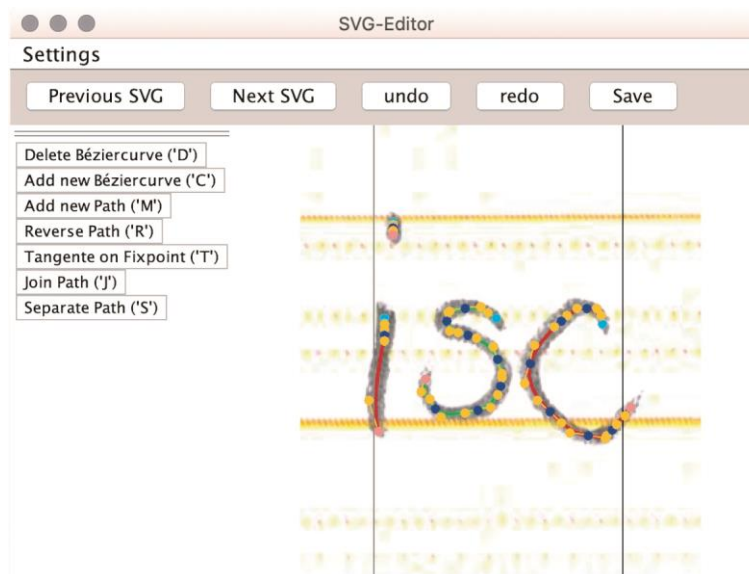 SVG-Editor
Settings
Previous SVG Next SVG undo redo Save
Delete Béziercurve ('D')
Add new Béziercurve ('C')
Add new Path ('M')
Reverse Path ('R')
Tangente on Fixpoint ('T')
Join Path ('J')
Separate Path ('S')
isc